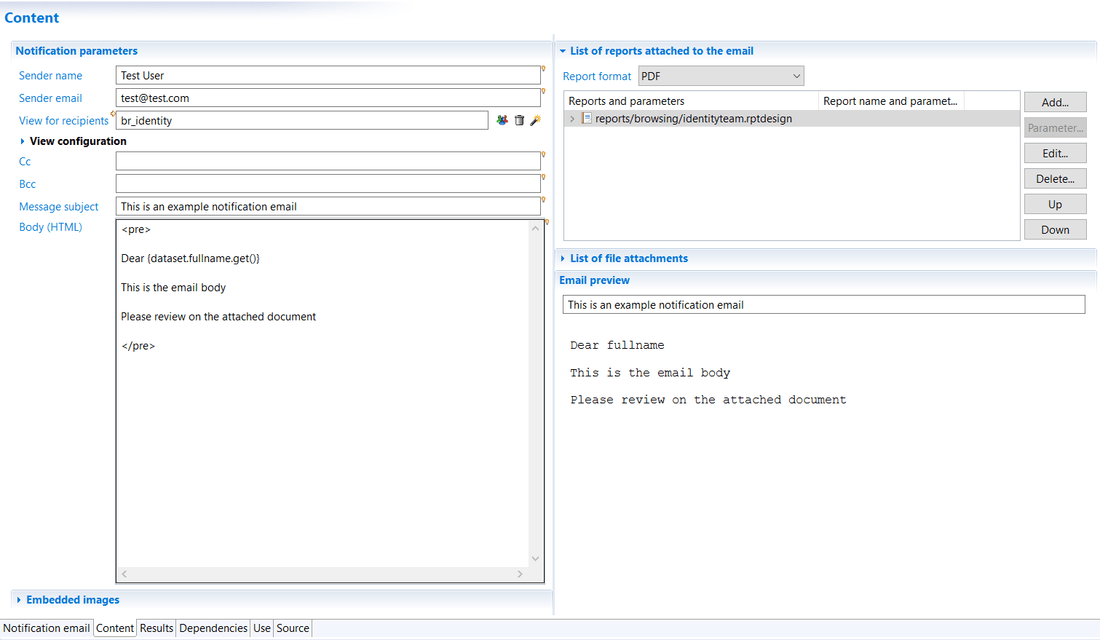 Content
Notification parameters
Sender name
Test User
Sender email
test@test.com
View for recipients
br_identity
View configuration
Cc
Bcc
Message subject
This is an example notification email
Body (HTML)
<pre>
Dear {dataset.fullname.get()}
This is the email body
Please review on the attached document
</pre>
Embedded images
List of reports attached to the email
Report format
PDF
Reports and parameters
Report name and paramet...
reports/browsing/identityteam.rptdesign
Add...
Parameter...
Edit...
Delete...
Up
Down
List of file attachments
Email preview
This is an example notification email
Dear fullname
This is the email body
Please review on the attached document
Notification email
Content
Results
Dependencies
Use
Source